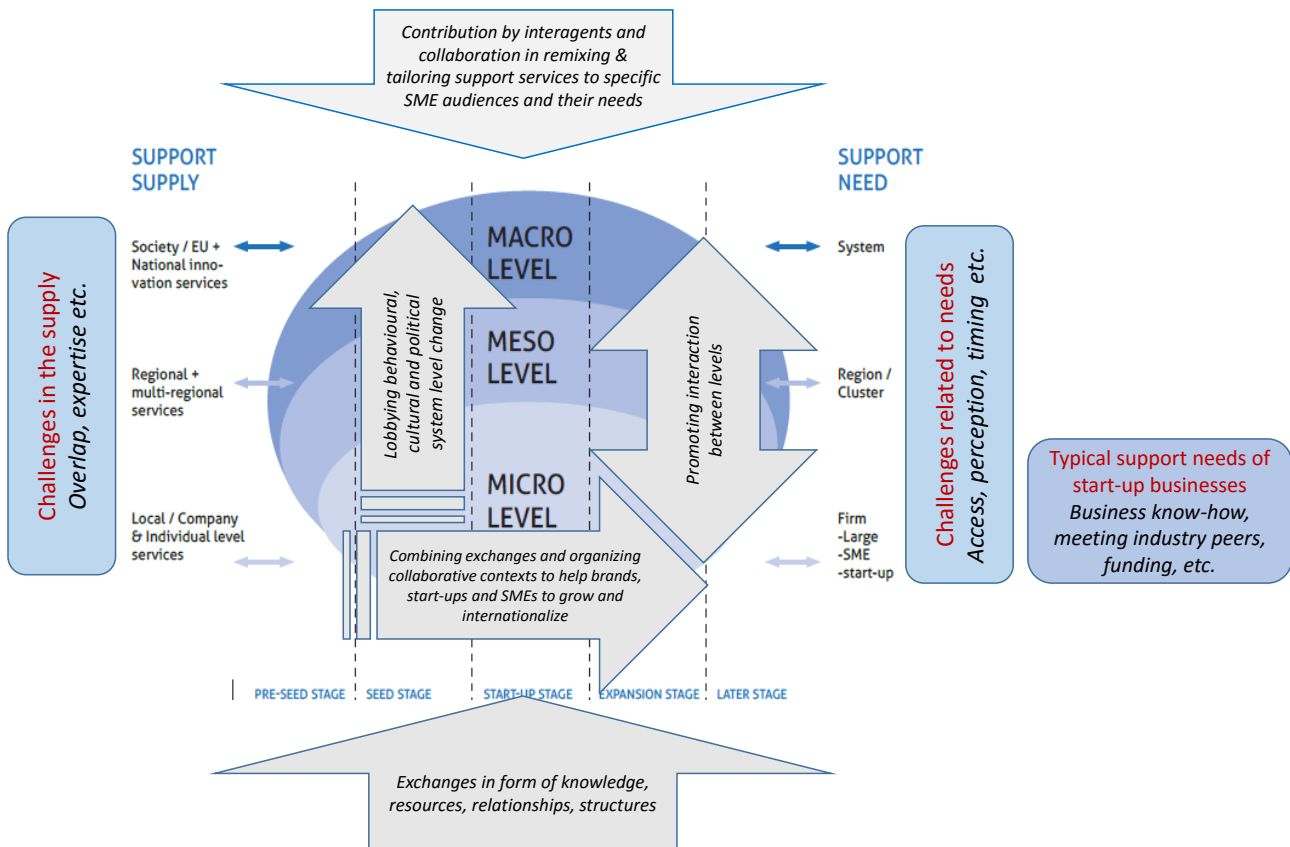 Contribution by interagents and
collaboration in remixing &
tailoring support services to specific
SME audiences and their needs
SUPPORT
SUPPLY
SUPPORT
NEED
Challenges in the supply
Overlap, expertise etc.
Society / EU +
National inno-
vation services
Regional +
multi-regional
services
Local / Company
& Individual level
services
Lobbying behavioural,
cultural and political
system level change
MACRO
LEVEL
MESO
LEVEL
MICRO
LEVEL
Promoting interaction
between levels
Combining exchanges and organizing
collaborative contexts to help brands,
start-ups and SMEs to grow and
internationalize
System
Region /
Cluster
Firm
-Large
-SME
-start-up
Challenges related to needs
Access, perception, timing etc.
Typical support needs of
start-up businesses
Business know-how,
meeting industry peers,
funding, etc.
PRE-SEED STAGE
SEED STAGE
START-UP STAGE
EXPANSION STAGE
LATER STAGE
Exchanges in form of knowledge,
resources, relationships, structures